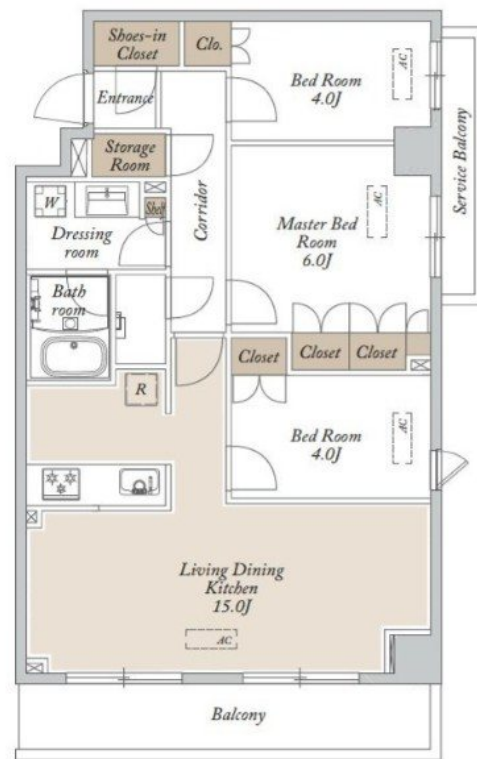 Shoes-in
Closet
Clo.
Bed Room
4.0J
AC
Entrance
Storage
Room
Service Balcony
W
Shelf
Corridor
Master Bed
Room
6.0J
AC
Dressing
room
Bath
room
Closet
Closet
Closet
R
Bed Room
4.0J
AC
Living Dining
Kitchen
15.0J
AC
Balcony